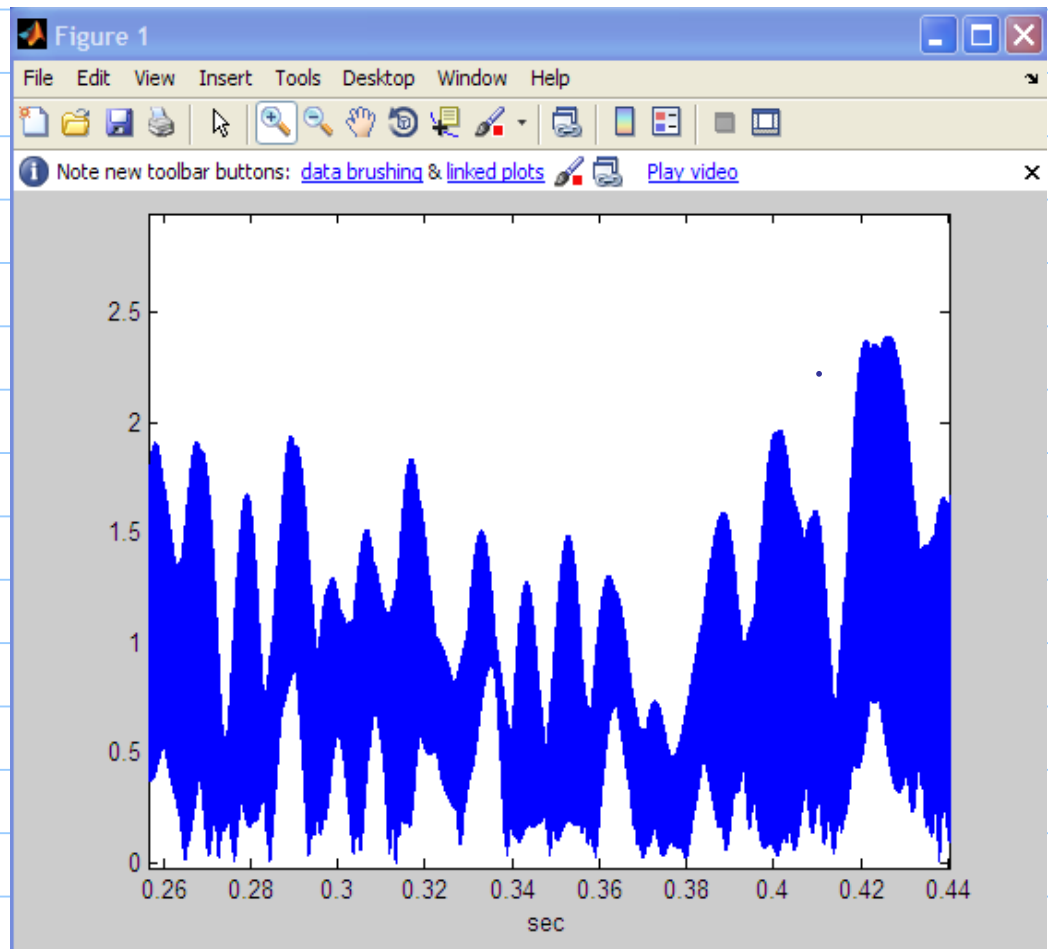 Figure 1
File Edit View Insert Tools Desktop Window Help
Note new toolbar buttons: data brushing & linked plots Play video
2.5
2
1.5
1
0.5
0
0.26 0.28 0.3 0.32 0.34 0.36 0.38 0.4 0.42 0.44
sec